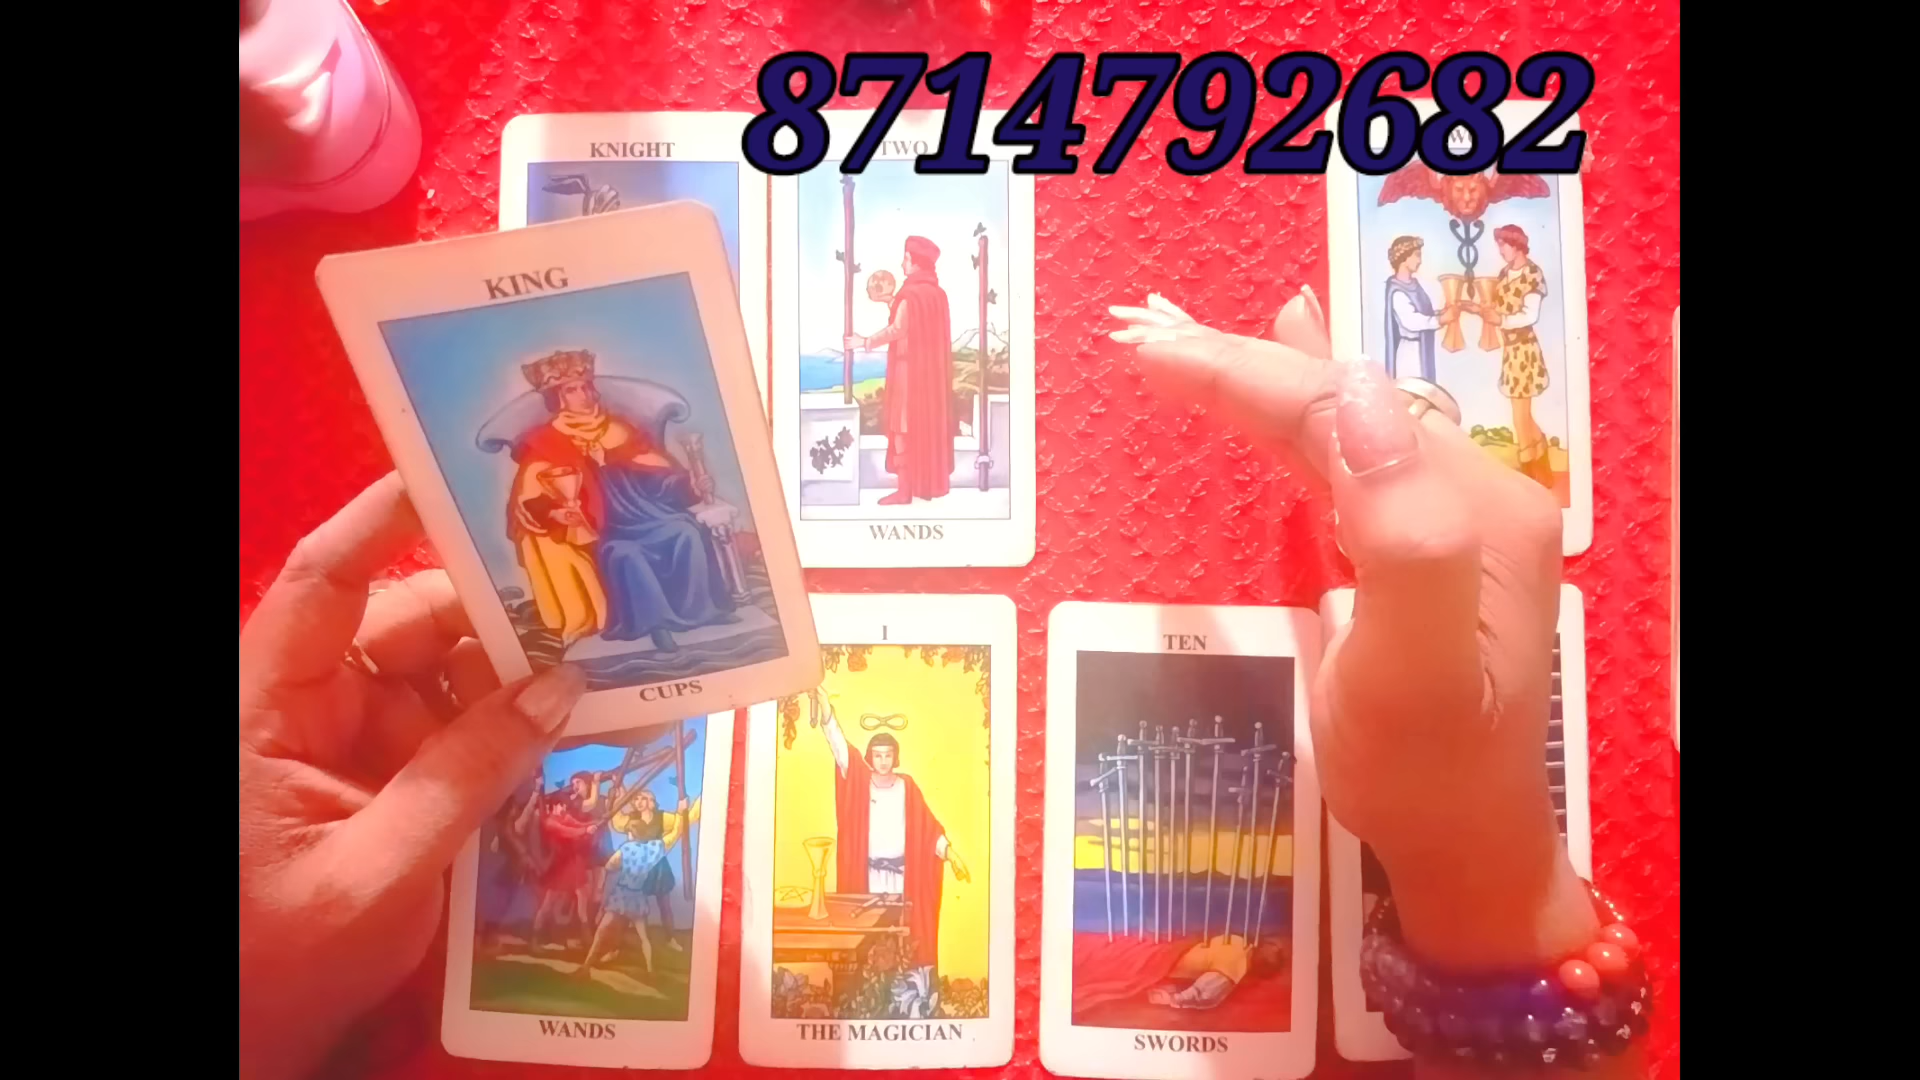 8714792682
KNIGHT
TWO
KING
WANDS
CUPS
I
TEN
WANDS
THE MAGICIAN
SWORDS